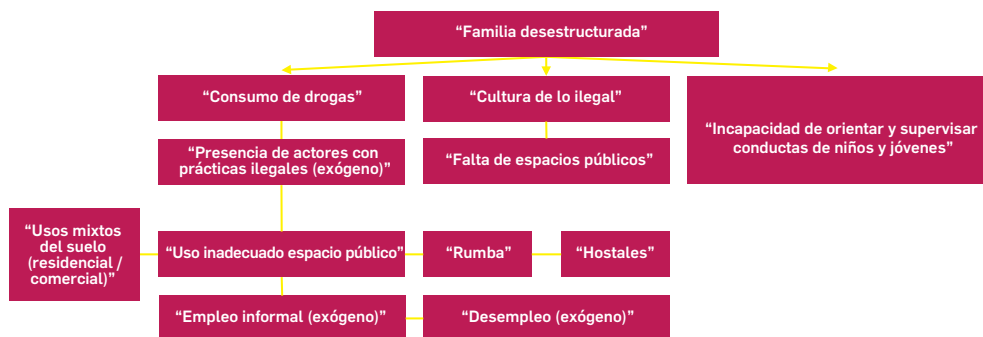 “Familia desestructurada”
“Consumo de drogas”
“Cultura de lo ilegal”
“Incapacidad de orientar y supervisar
conductas de niños y jóvenes”
“Presencia de actores con
prácticas ilegales (exógeno)”
“Falta de espacios públicos”
“Usos mixtos
del suelo
(residencial /
comercial)”
“Uso inadecuado espacio público”
“Rumba”
“Hostales”
“Empleo informal (exógeno)”
“Desempleo (exógeno)”